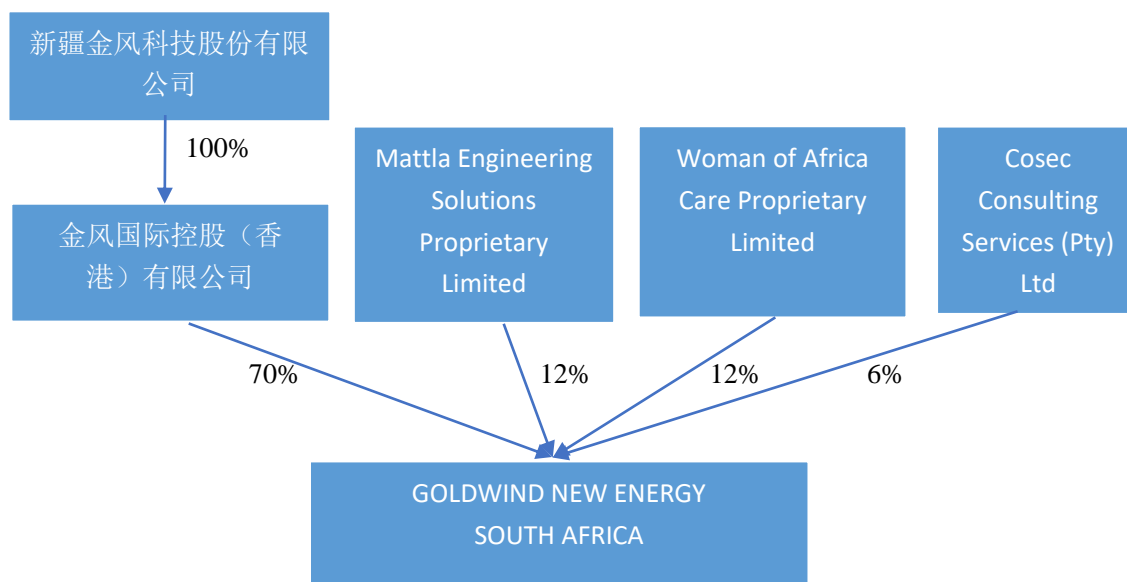 新疆金风科技股份有限
公司
100%
金风国际控股（香
港）有限公司
Mattla Engineering
Solutions
Proprietary
Limited
Woman of Africa
Care Proprietary
Limited
Cosec
Consulting
Services (Pty)
Ltd
70%
12%
12%
6%
GOLDWIND NEW ENERGY
SOUTH AFRICA